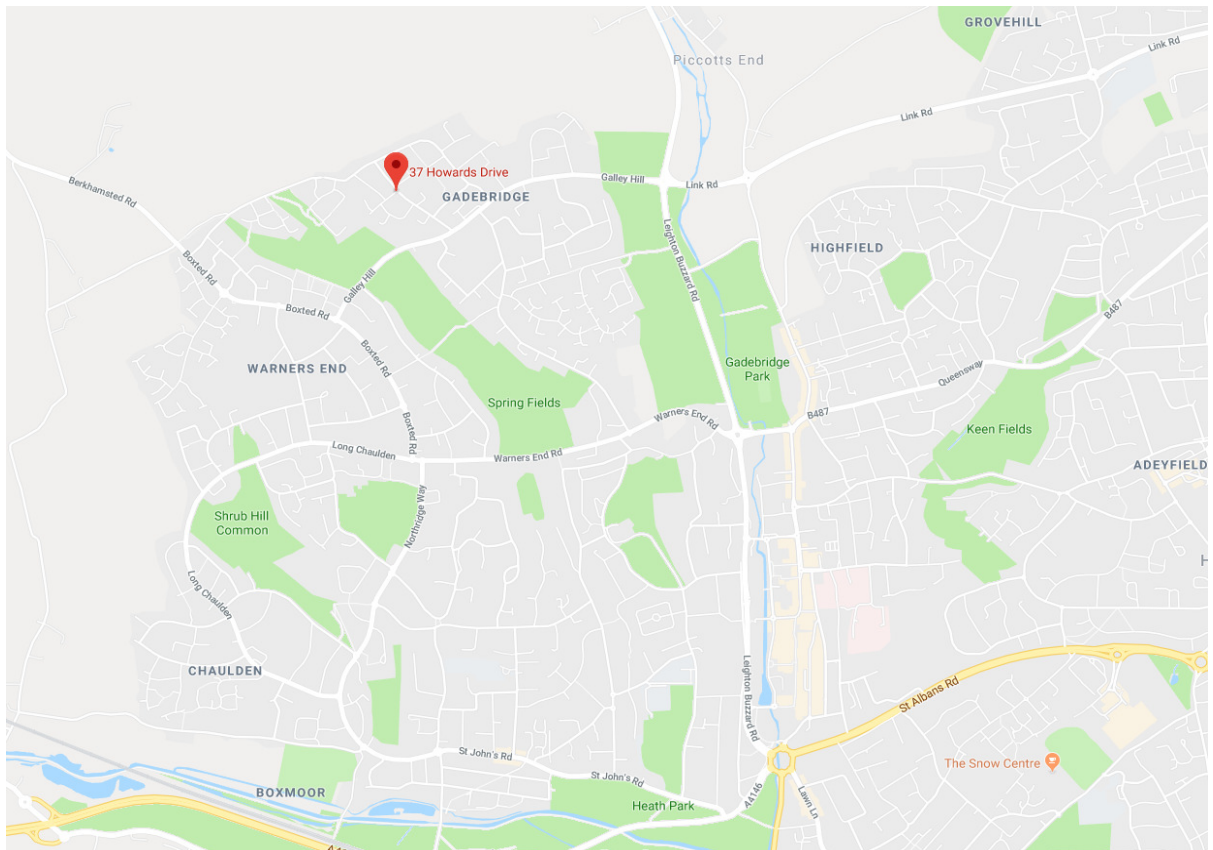 GROVEHILL
Link Rd
Piccotts End
Link Rd
37 Howards Drive
Berkhamsted Rd
GADEBRIDGE
Galley Hill
Link Rd
Leighton Buzzard Rd
HIGHFIELD
Boxted Rd
Galley Hill
Boxted Rd
B487
Boxted Rd
WARNERS END
Gadebridge
Park
Queensway
Spring Fields
Warners End Rd
B487
Boxted Rd
Keen Fields
Long Chaulden
Warners End Rd
ADEYFIELD
Shrub Hill
Common
Northridge Way
H
Long Chaulden
CHAULDEN
Leighton Buzzard Rd
St Albans Rd
St John's Rd
The Snow Centre
St John's Rd
BOXMOOR
Heath Park
A4146
Lawn Ln